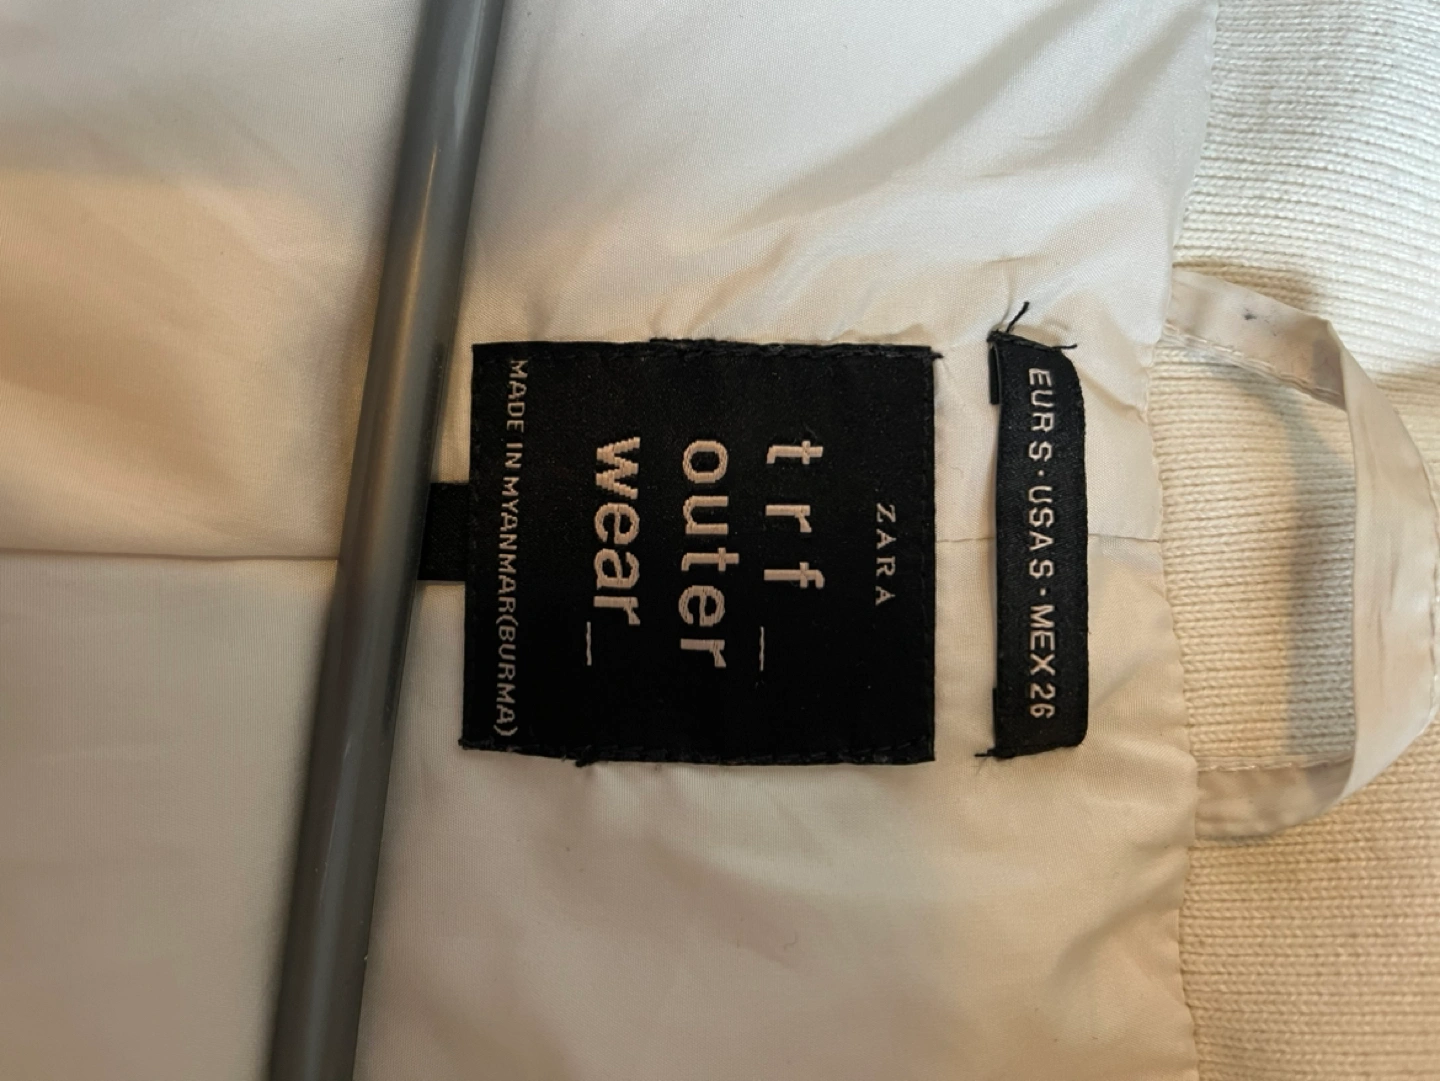 EUR S · USA S · MEX 26
ZARA
trf_
outer
wear_
MADE IN MYANMAR(BURMA)